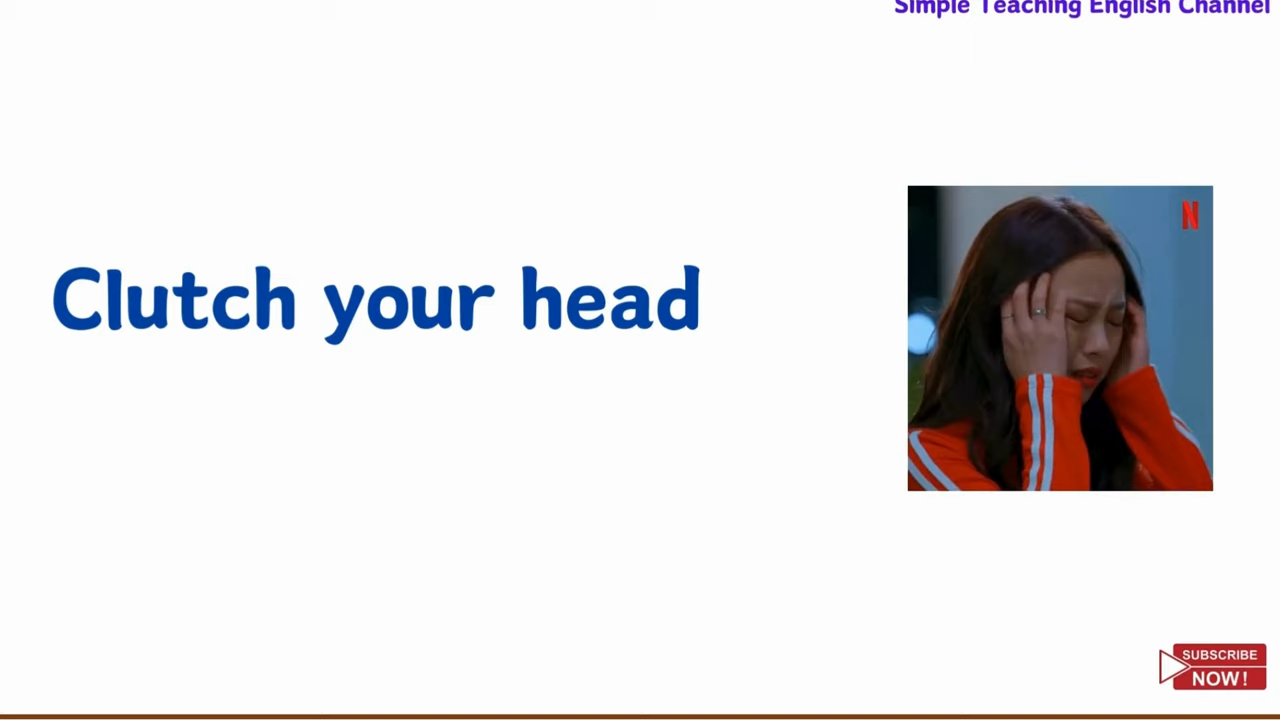 Simple Teaching English Channel
Clutch your head
N
SUBSCRIBE
NOW!